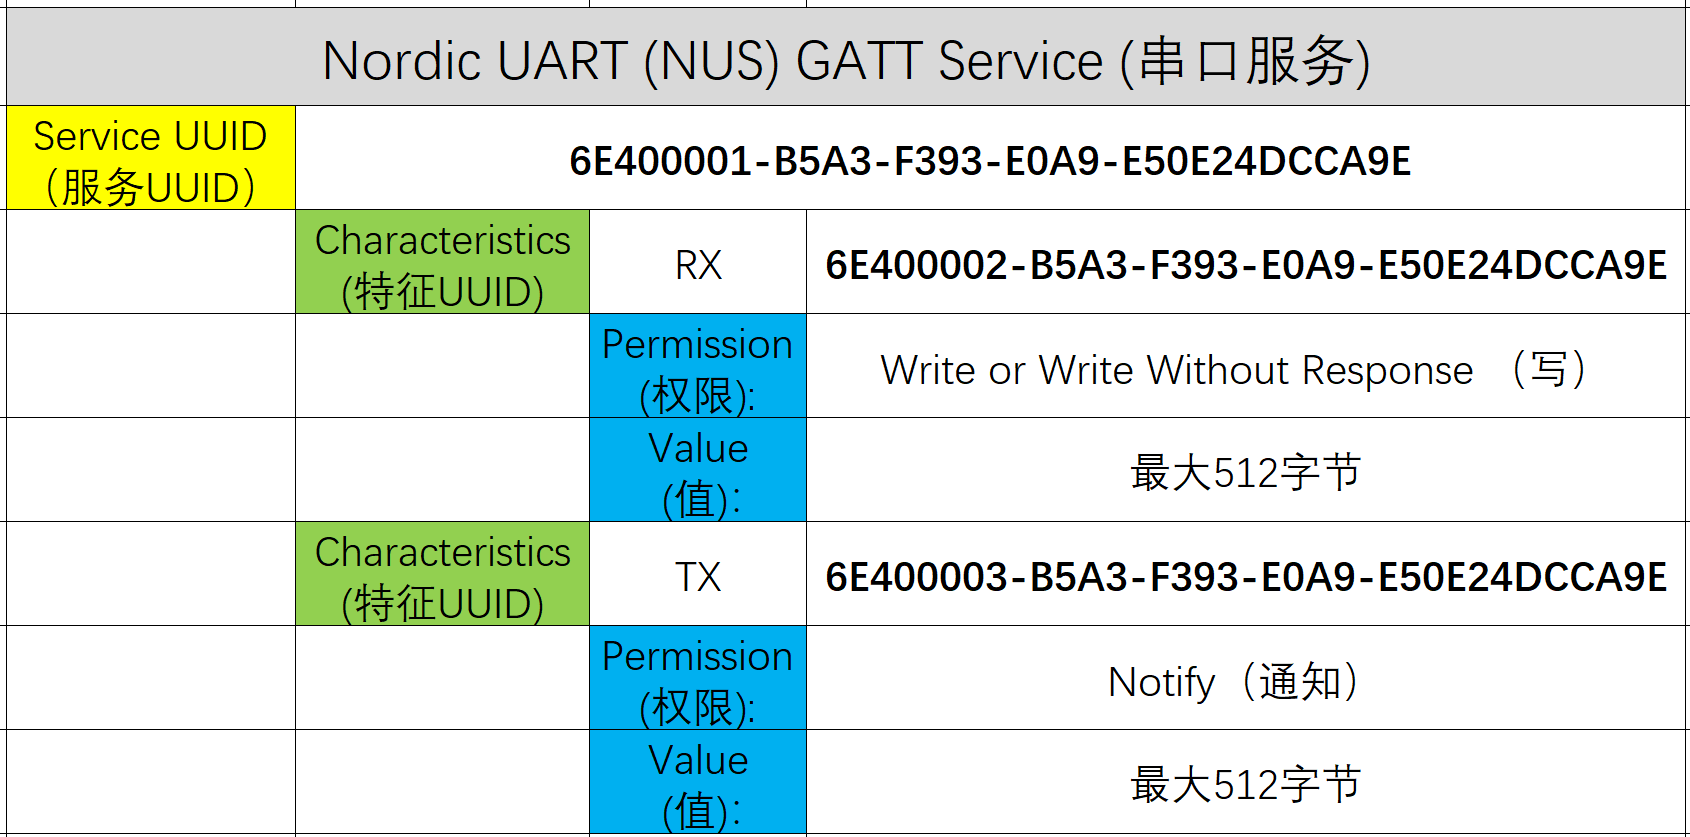 Nordic UART (NUS) GATT Service (串口服务)
Service UUID
（服务UUID）
6E400001-B5A3-F393-E0A9-E50E24DCCA9E
Characteristics
(特征UUID)
RX
6E400002-B5A3-F393-E0A9-E50E24DCCA9E
Permission
(权限):
Write or Write Without Response （写）
Value
(值):
最大512字节
Characteristics
(特征UUID)
TX
6E400003-B5A3-F393-E0A9-E50E24DCCA9E
Permission
(权限):
Notify（通知）
Value
(值):
最大512字节